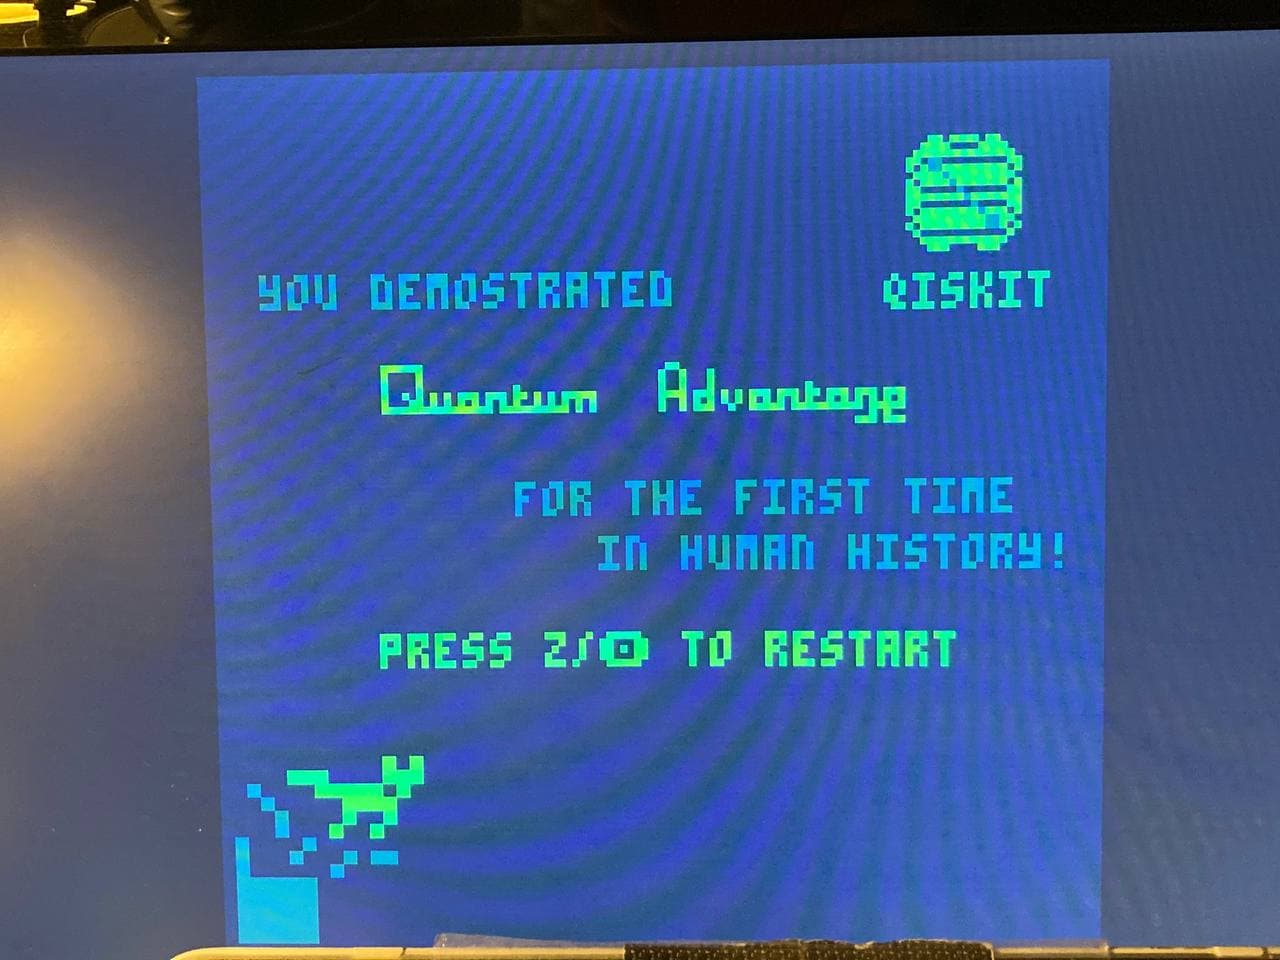 YOU DEMOSTRATED
QISKIT
Quantum Advantage
FOR THE FIRST TIME
IN HUMAN HISTORY!
PRESS Z/🅾 TO RESTART